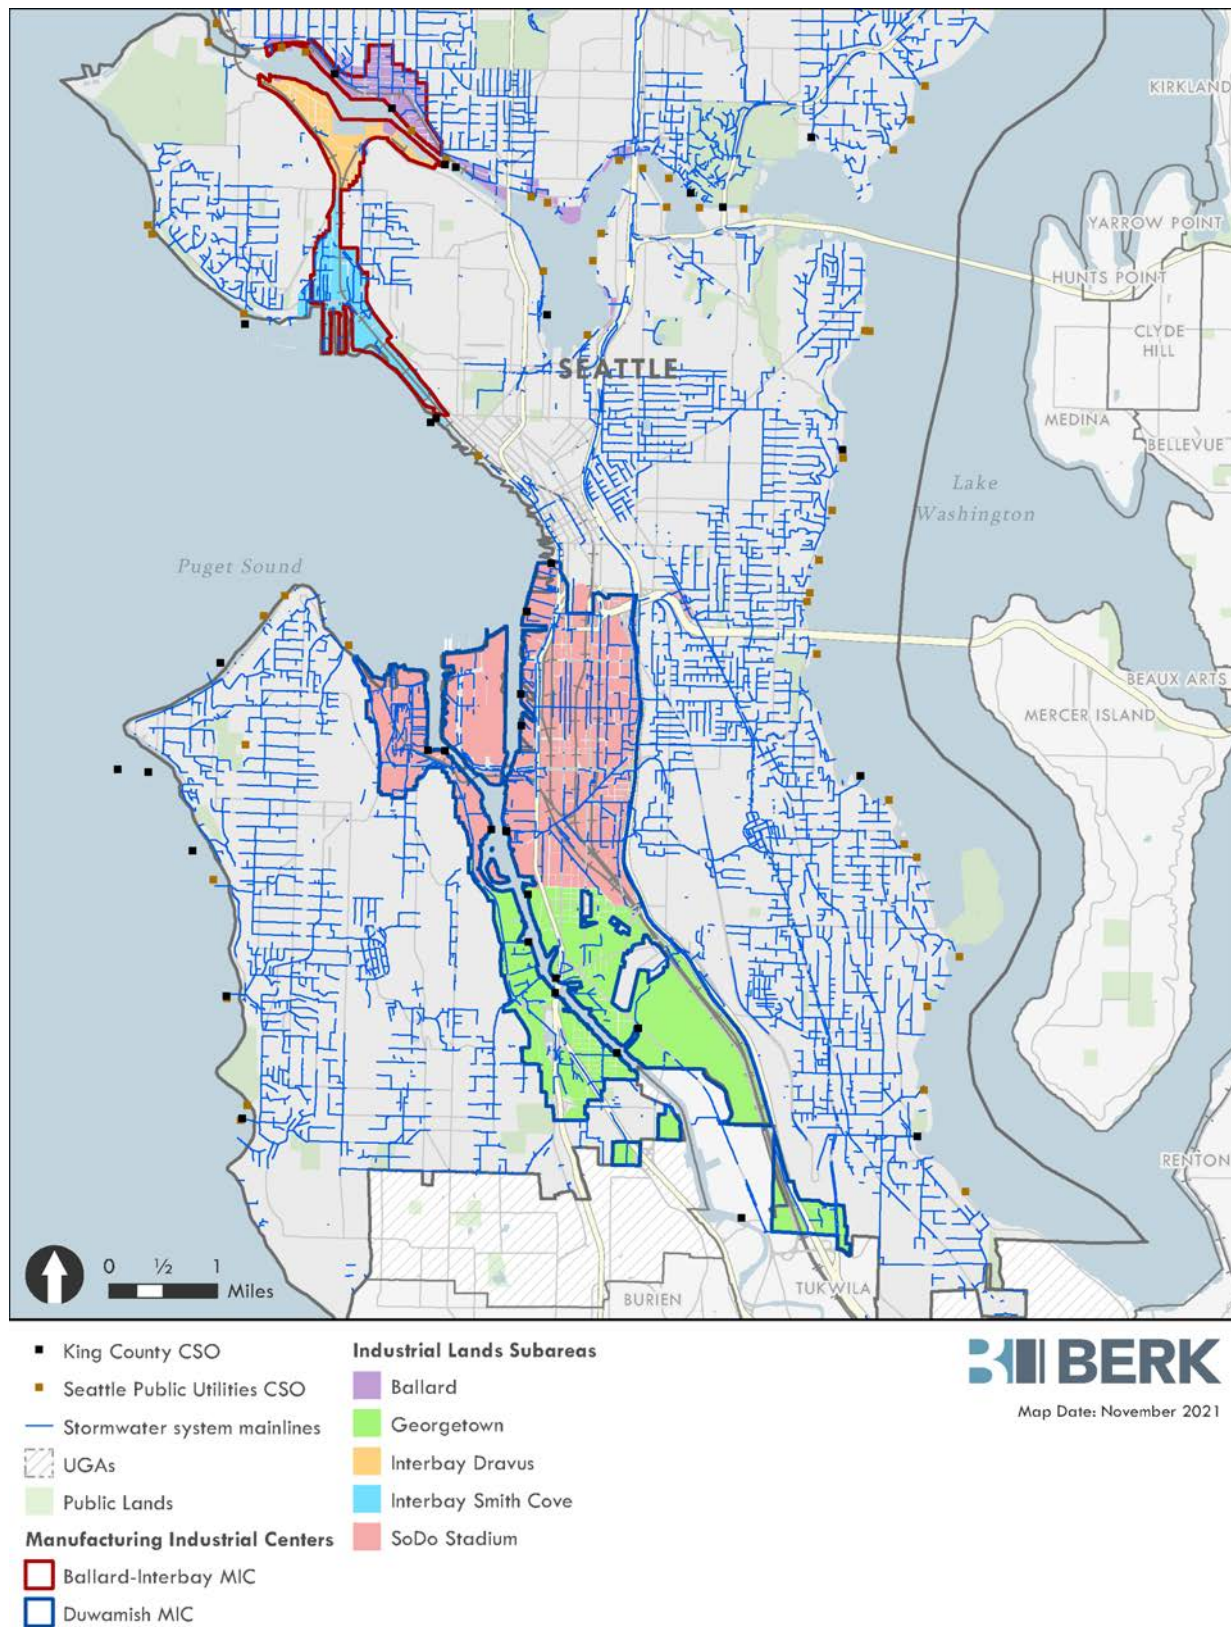 KIRKLAND
YARROW POINT
HUNTS POINT
CLYDE
HILL
SEATTLE
MEDINA
BELLEVUE
Lake
Washington
Puget Sound
BEAUX ARTS
MERCER ISLAND
RENTON
0 ½ 1
Miles
BURIEN
TUKWILA
King County CSO
Seattle Public Utilities CSO
Stormwater system mainlines
UGAs
Public Lands
Manufacturing Industrial Centers
Ballard-Interbay MIC
Duwamish MIC
Industrial Lands Subareas
Ballard
Georgetown
Interbay Dravus
Interbay Smith Cove
SoDo Stadium
BERK
Map Date: November 2021